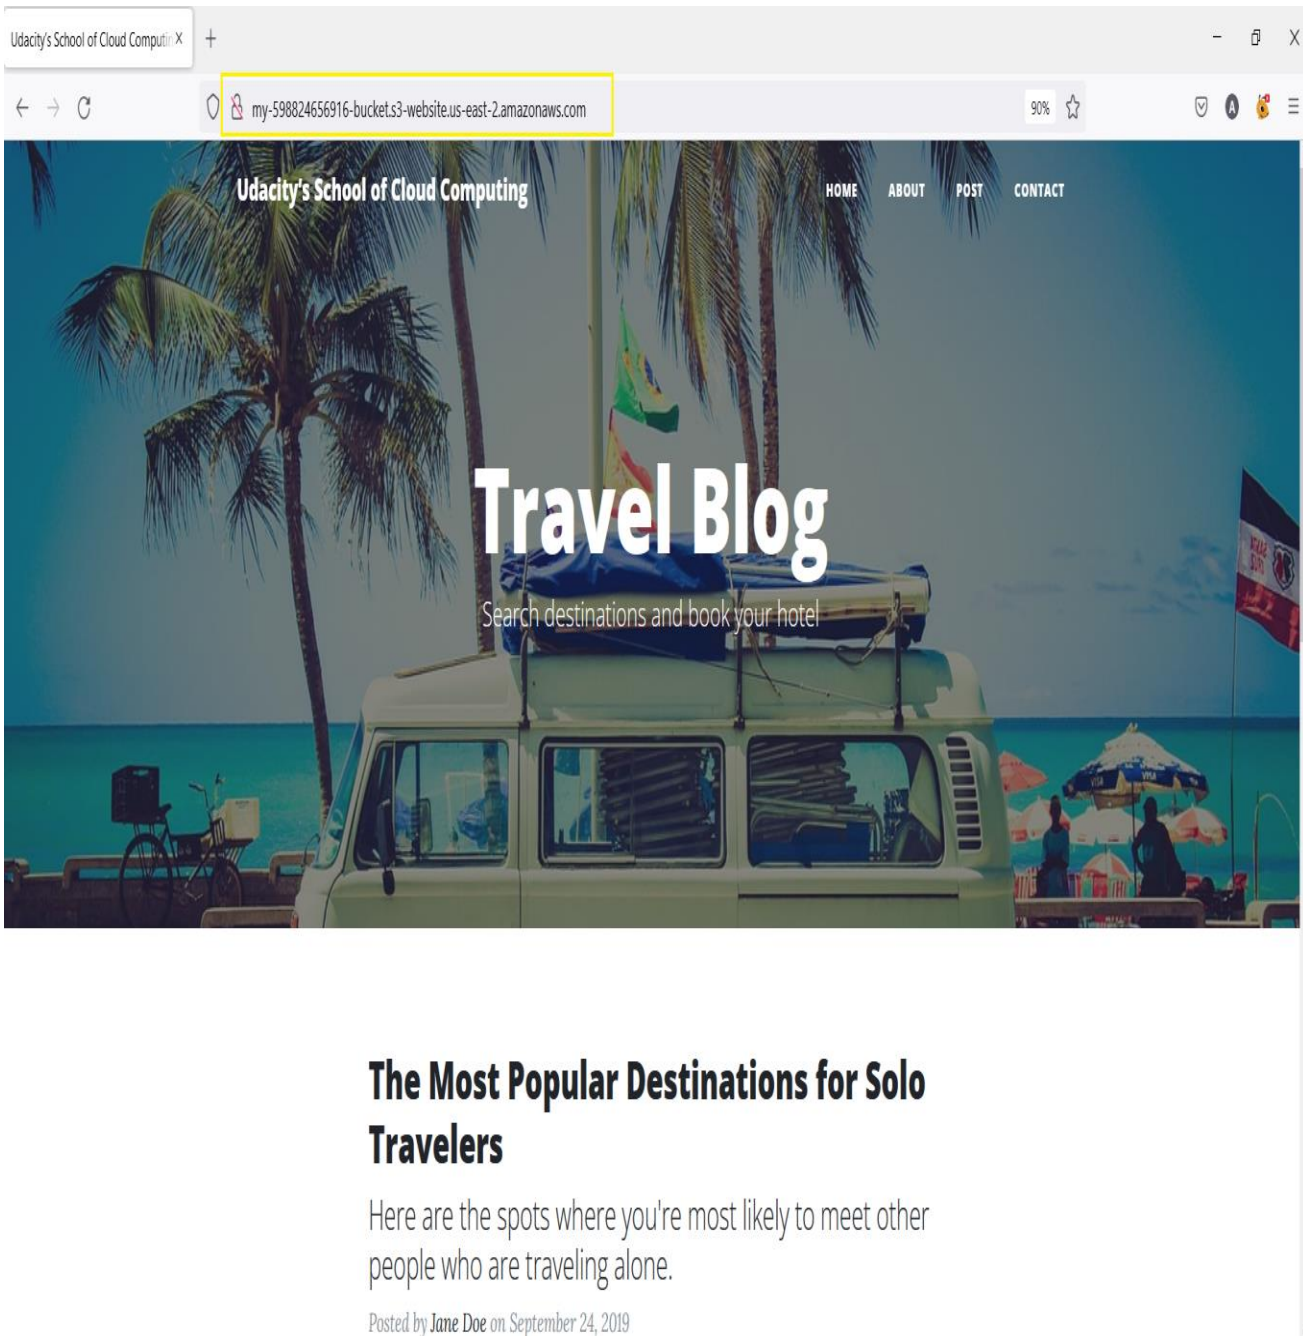 Udacity's School of Cloud Computin
my-598824656916-bucket.s3-website.us-east-2.amazonaws.com
90%
A
Udacity's School of Cloud Computing
HOME ABOUT POST CONTACT
Travel Blog
Search destinations and book your hotel
VISA VISA
The Most Popular Destinations for Solo
Travelers
Here are the spots where you're most likely to meet other
people who are traveling alone.
Posted by Jane Doe on September 24, 2019